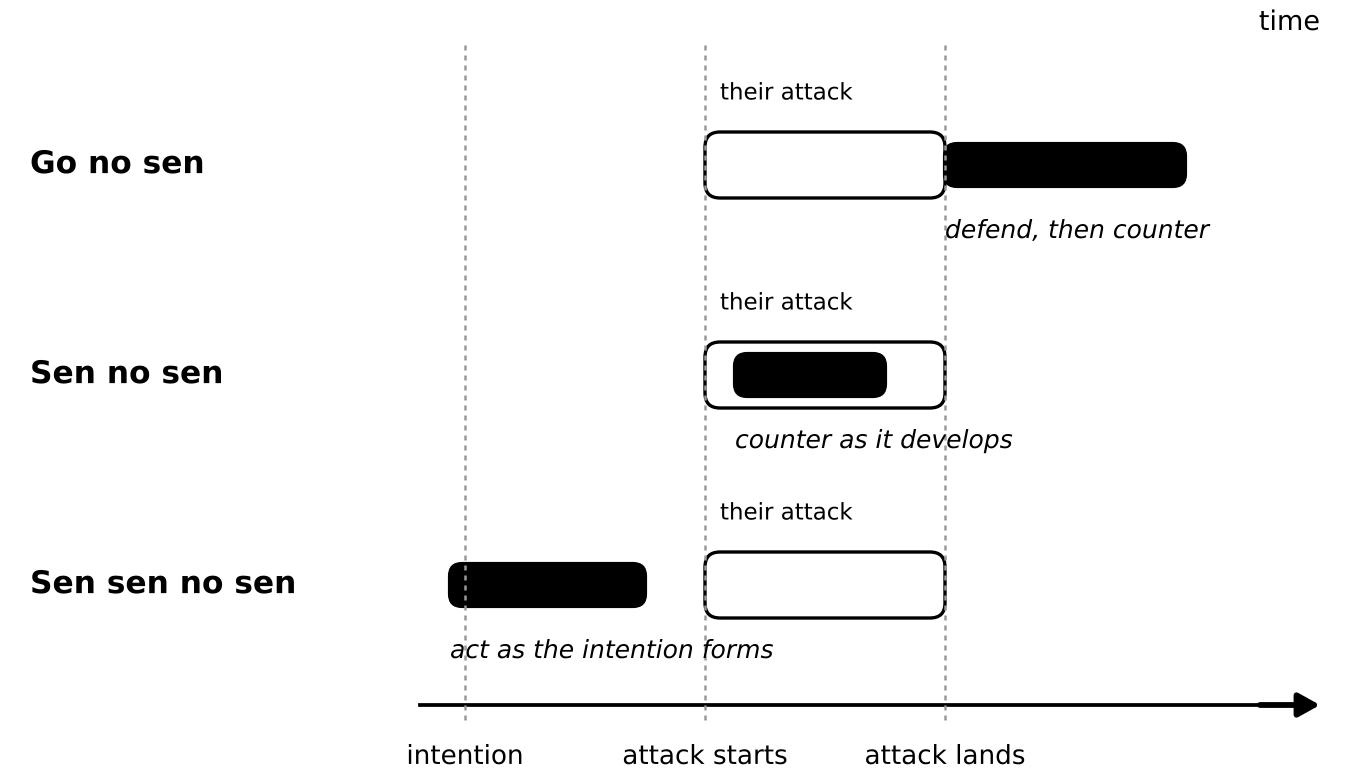 time
their attack
Go no sen
defend, then counter
their attack
Sen no sen
counter as it develops
their attack
Sen sen no sen
act as the intention forms
intention
attack starts
attack lands